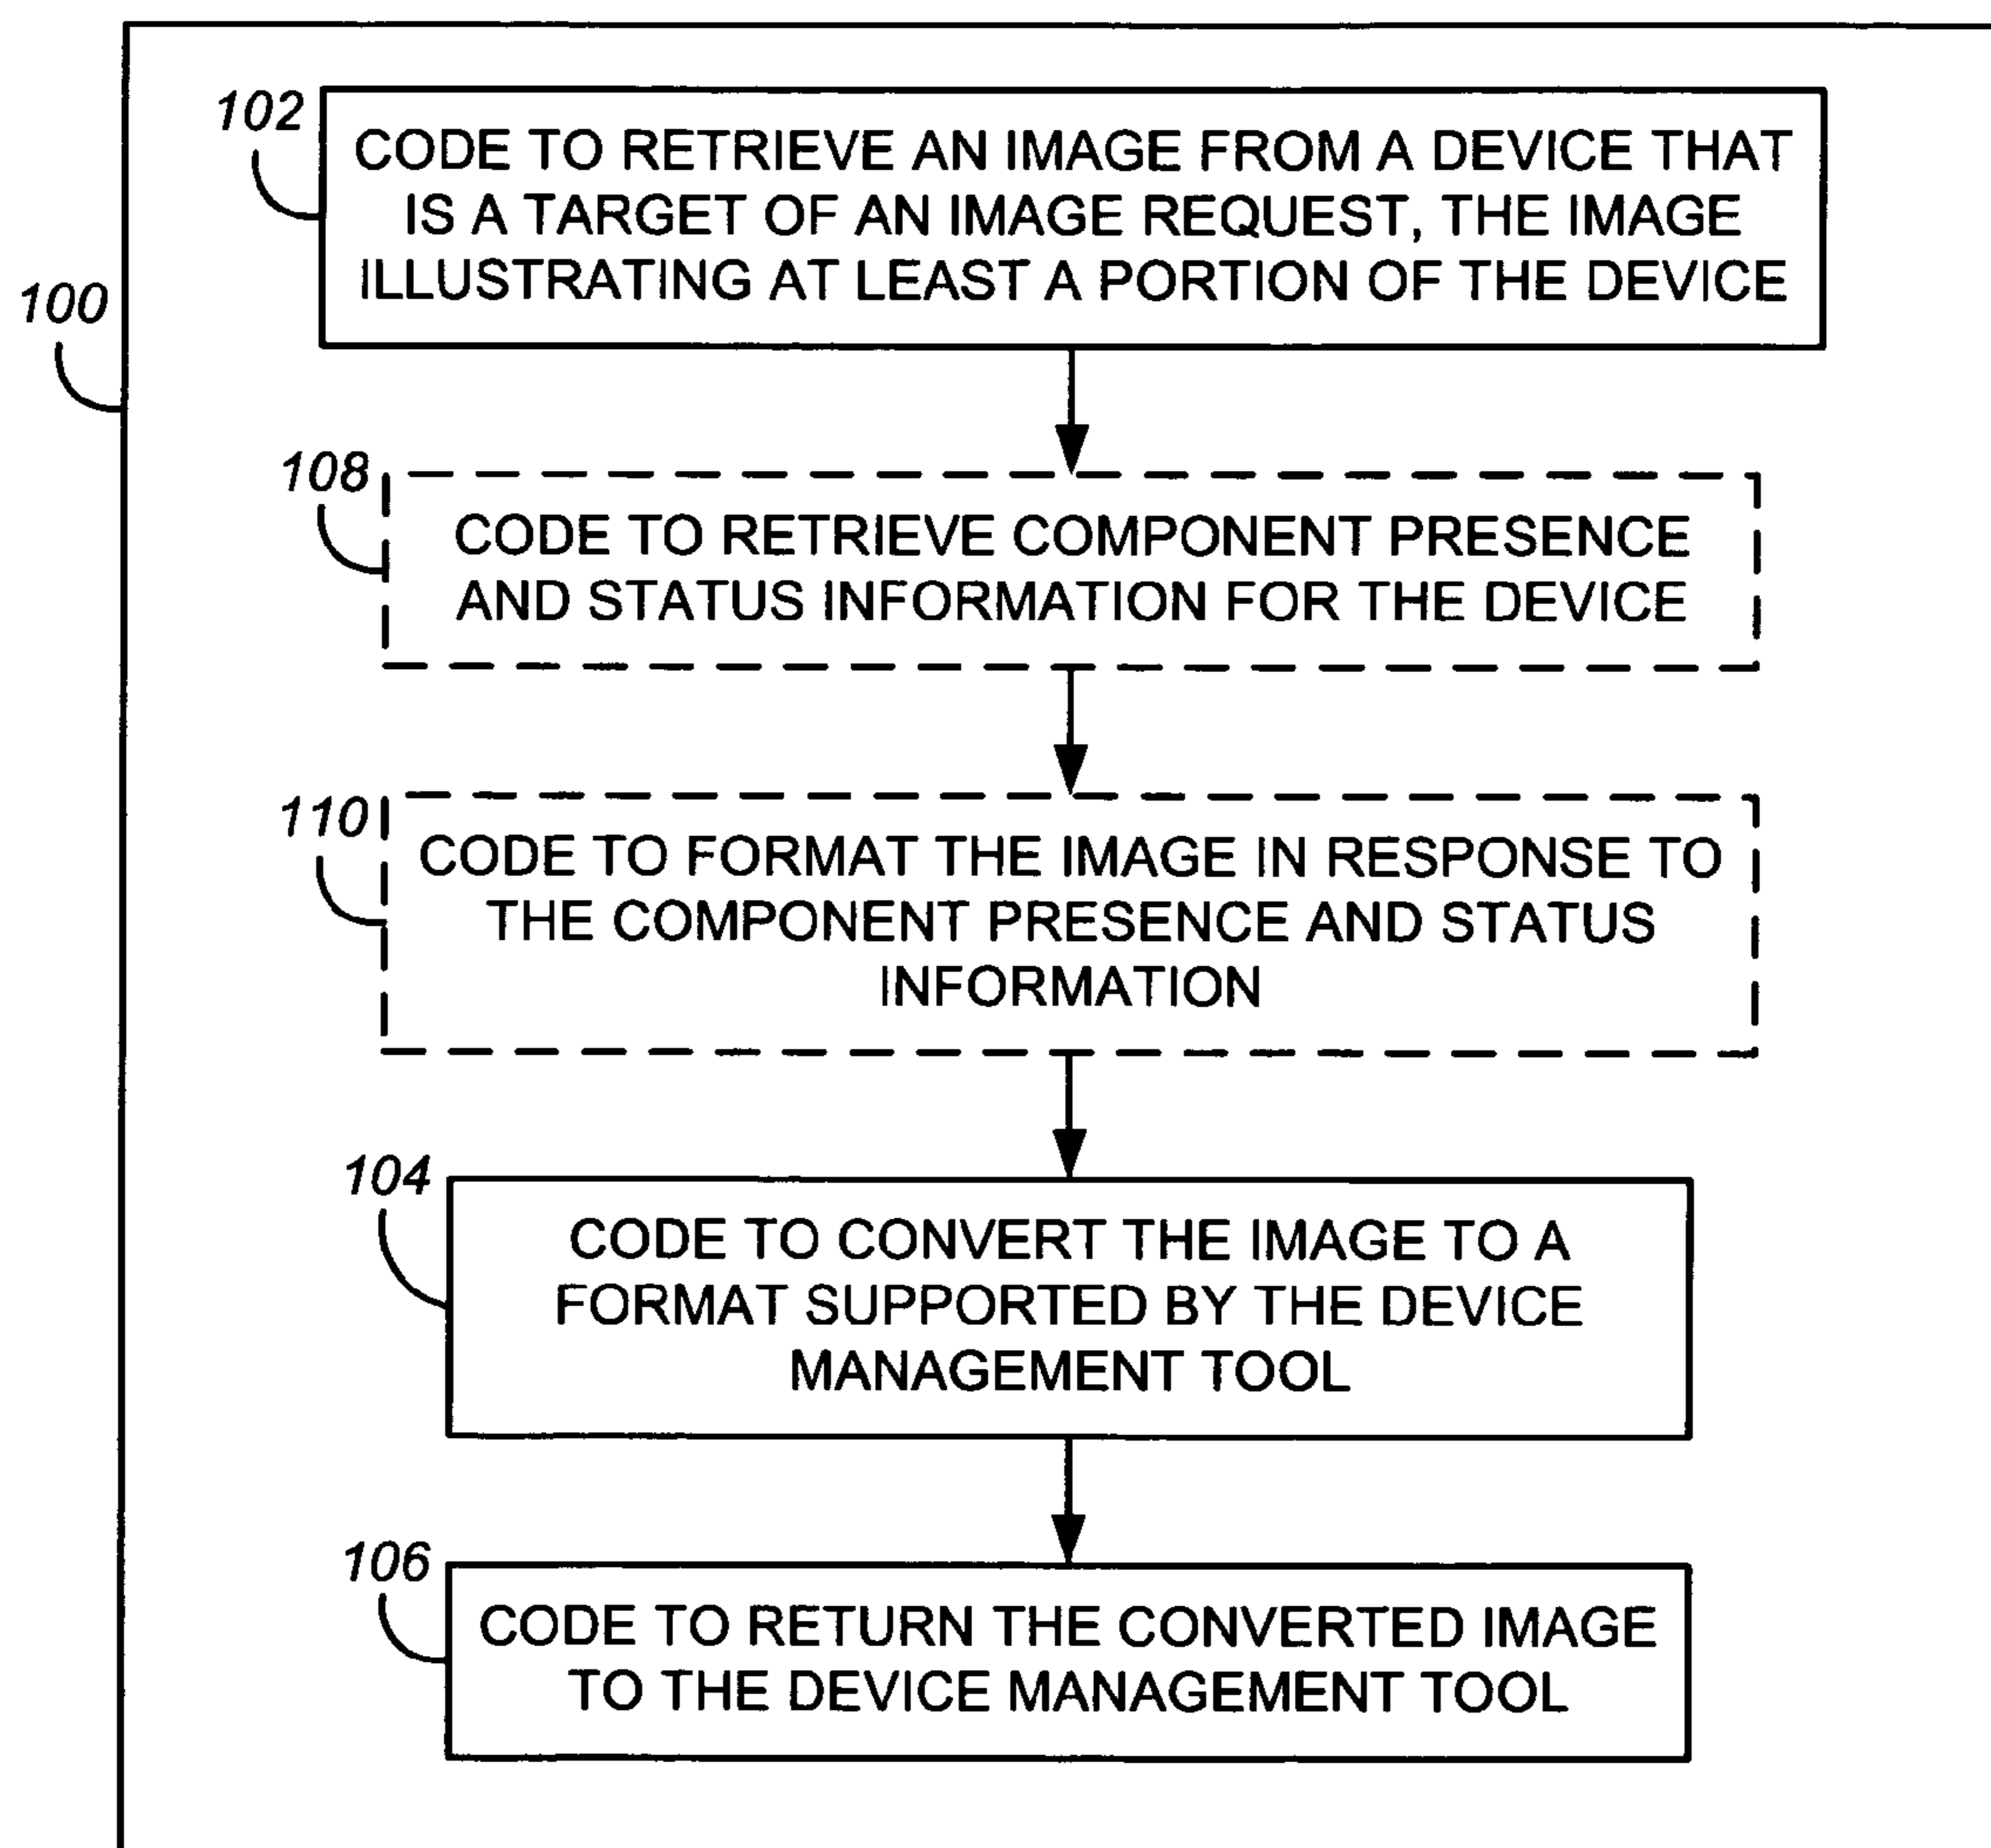 102
CODE TO RETRIEVE AN IMAGE FROM A DEVICE THAT
IS A TARGET OF AN IMAGE REQUEST, THE IMAGE
ILLUSTRATING AT LEAST A PORTION OF THE DEVICE
100
108
CODE TO RETRIEVE COMPONENT PRESENCE
AND STATUS INFORMATION FOR THE DEVICE
110
CODE TO FORMAT THE IMAGE IN RESPONSE TO
THE COMPONENT PRESENCE AND STATUS
INFORMATION
104
CODE TO CONVERT THE IMAGE TO A
FORMAT SUPPORTED BY THE DEVICE
MANAGEMENT TOOL
106
CODE TO RETURN THE CONVERTED IMAGE
TO THE DEVICE MANAGEMENT TOOL